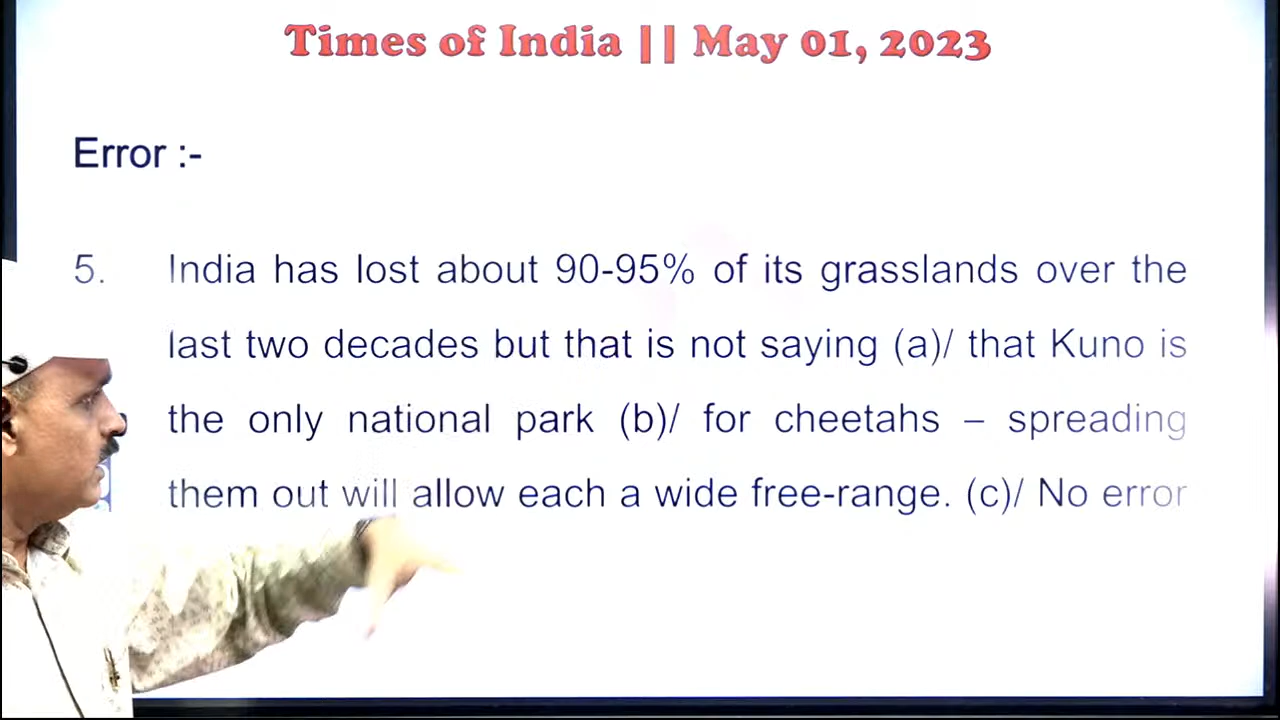 Times of India || May 01, 2023
Error :-
5. India has lost about 90-95% of its grasslands over the
last two decades but that is not saying (a)/ that Kuno is
the only national park (b)/ for cheetahs – spreading
them out will allow each a wide free-range. (c)/ No error